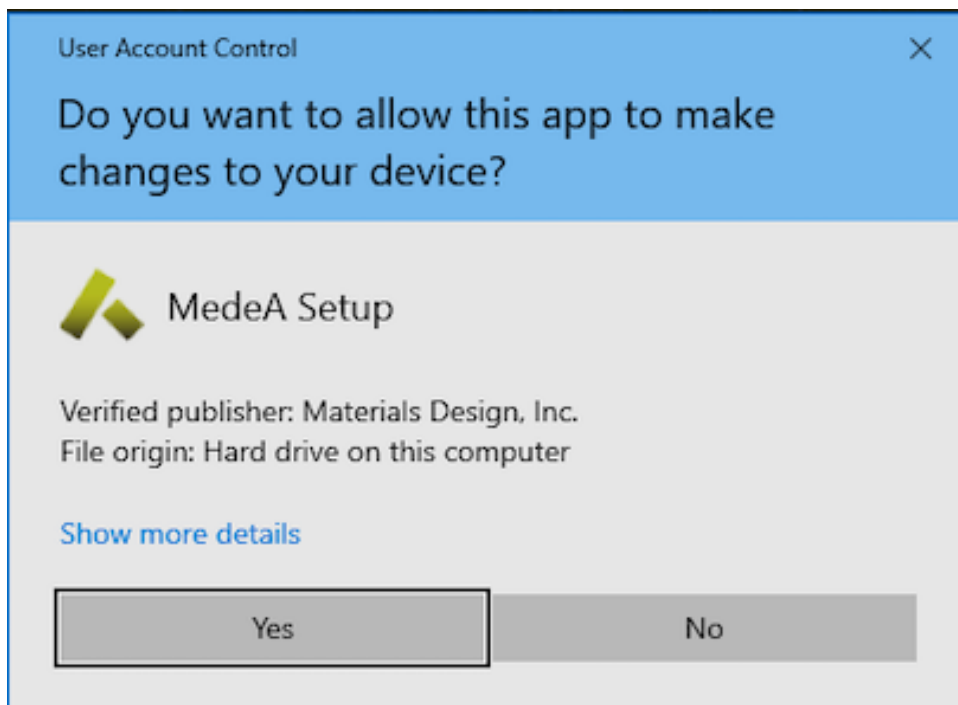 User Account Control
Do you want to allow this app to make
changes to your device?
MedeA Setup
Verified publisher: Materials Design, Inc.
File origin: Hard drive on this computer
Show more details
Yes
No